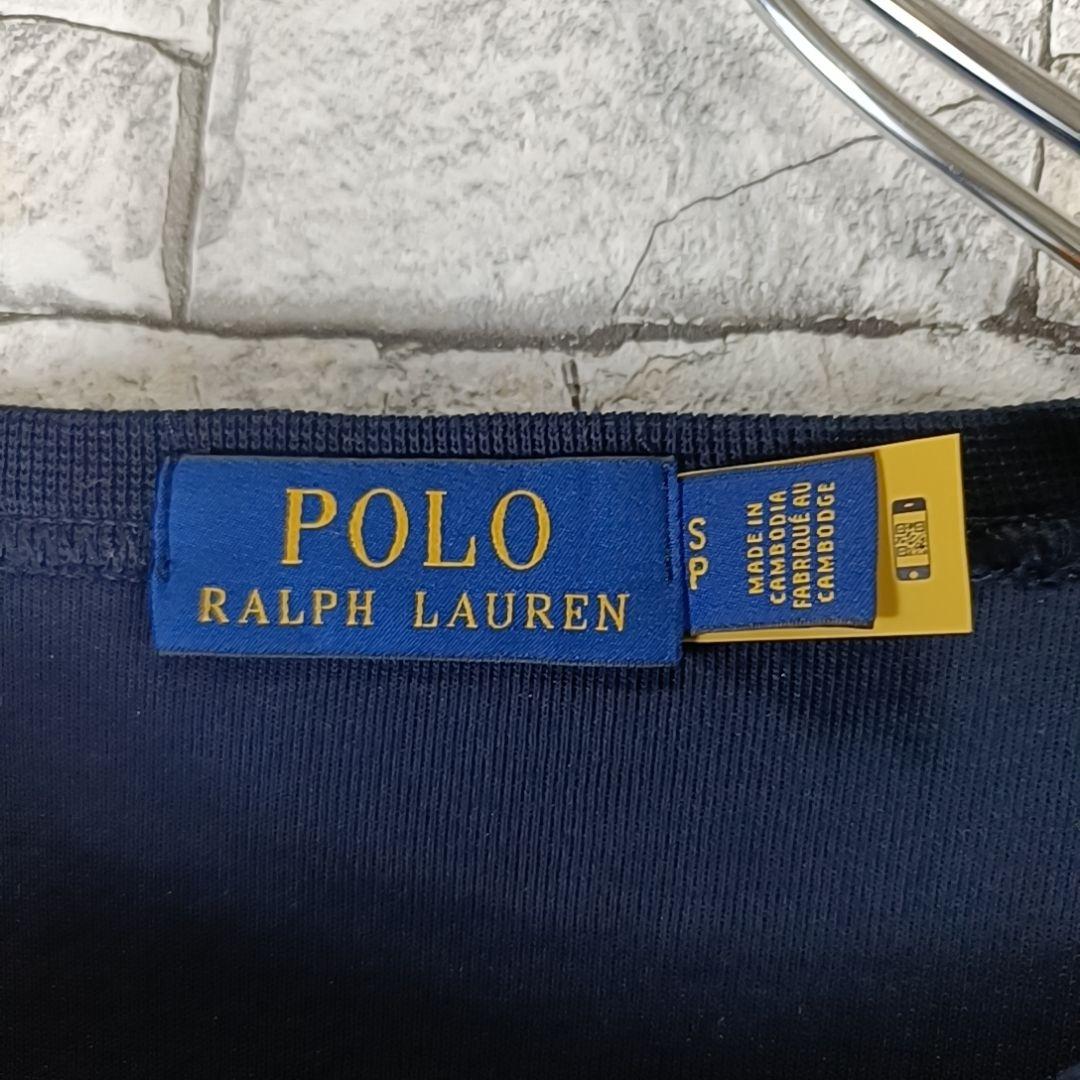 POLO
RALPH LAUREN
S
P
MADE IN
CAMBODIA
FABRIQUÉ AU
CAMBODGE